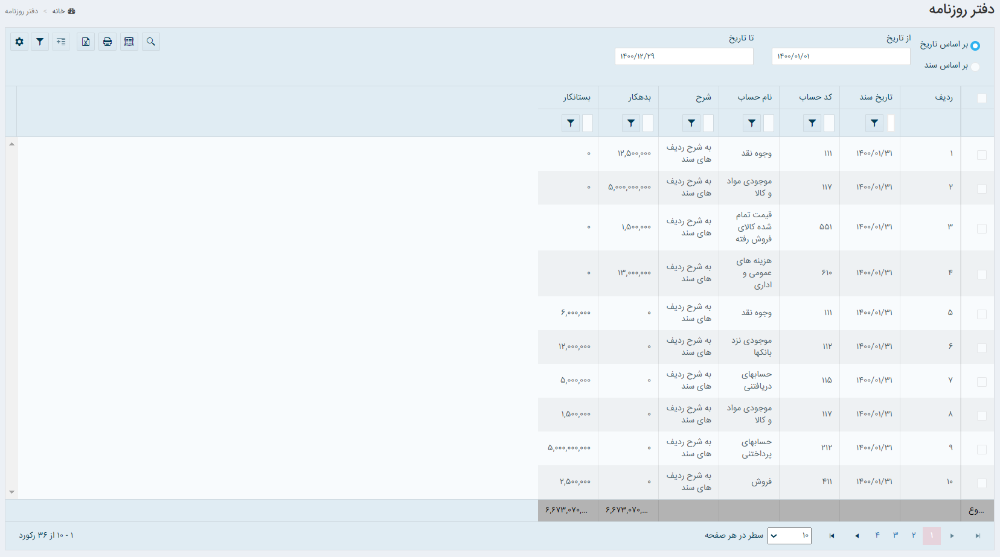 دفتر روزنامه
خانه > دفتر روزنامه
بر اساس تاریخ
بر اساس سند
از تاریخ
۱۴۰۰/۰۱/۰۱
تا تاریخ
۱۴۰۰/۱۲/۲۹
ردیف تاریخ سند کد حساب نام حساب شرح بدهکار بستانکار
۱ ۱۴۰۰/۰۱/۳۱ ۱۱۱ وجوه نقد به شرح ردیف های سند ۱۲,۵۰۰,۰۰۰ ۰
۲ ۱۴۰۰/۰۱/۳۱ ۱۱۷ موجودی مواد و کالا به شرح ردیف های سند ۵,۰۰۰,۰۰۰,۰۰۰ ۰
۳ ۱۴۰۰/۰۱/۳۱ ۵۵۱ قیمت تمام شده کالای فروش رفته به شرح ردیف های سند ۱,۵۰۰,۰۰۰ ۰
۴ ۱۴۰۰/۰۱/۳۱ ۶۱۰ هزینه های عمومی و اداری به شرح ردیف های سند ۱۳,۰۰۰,۰۰۰ ۰
۵ ۱۴۰۰/۰۱/۳۱ ۱۱۱ وجوه نقد به شرح ردیف های سند ۰ ۶,۰۰۰,۰۰۰
۶ ۱۴۰۰/۰۱/۳۱ ۱۱۲ موجودی نزد بانکها به شرح ردیف های سند ۰ ۱۲,۰۰۰,۰۰۰
۷ ۱۴۰۰/۰۱/۳۱ ۱۱۵ حسابهای دریافتنی به شرح ردیف های سند ۰ ۵,۰۰۰,۰۰۰
۸ ۱۴۰۰/۰۱/۳۱ ۱۱۷ موجودی مواد و کالا به شرح ردیف های سند ۰ ۱,۵۰۰,۰۰۰
۹ ۱۴۰۰/۰۱/۳۱ ۲۱۲ حسابهای پرداختنی به شرح ردیف های سند ۰ ۵,۰۰۰,۰۰۰,۰۰۰
۱۰ ۱۴۰۰/۰۱/۳۱ ۴۱۱ فروش به شرح ردیف های سند ۰ ۲,۵۰۰,۰۰۰
...وع ۶,۶۷۳,۰۷۰,... ۶,۶۷۳,۰۷۰,...
۱ ۲ ۳ ۴ ۱۰ سطر در هر صفحه
۱ - ۱۰ از ۳۶ رکورد